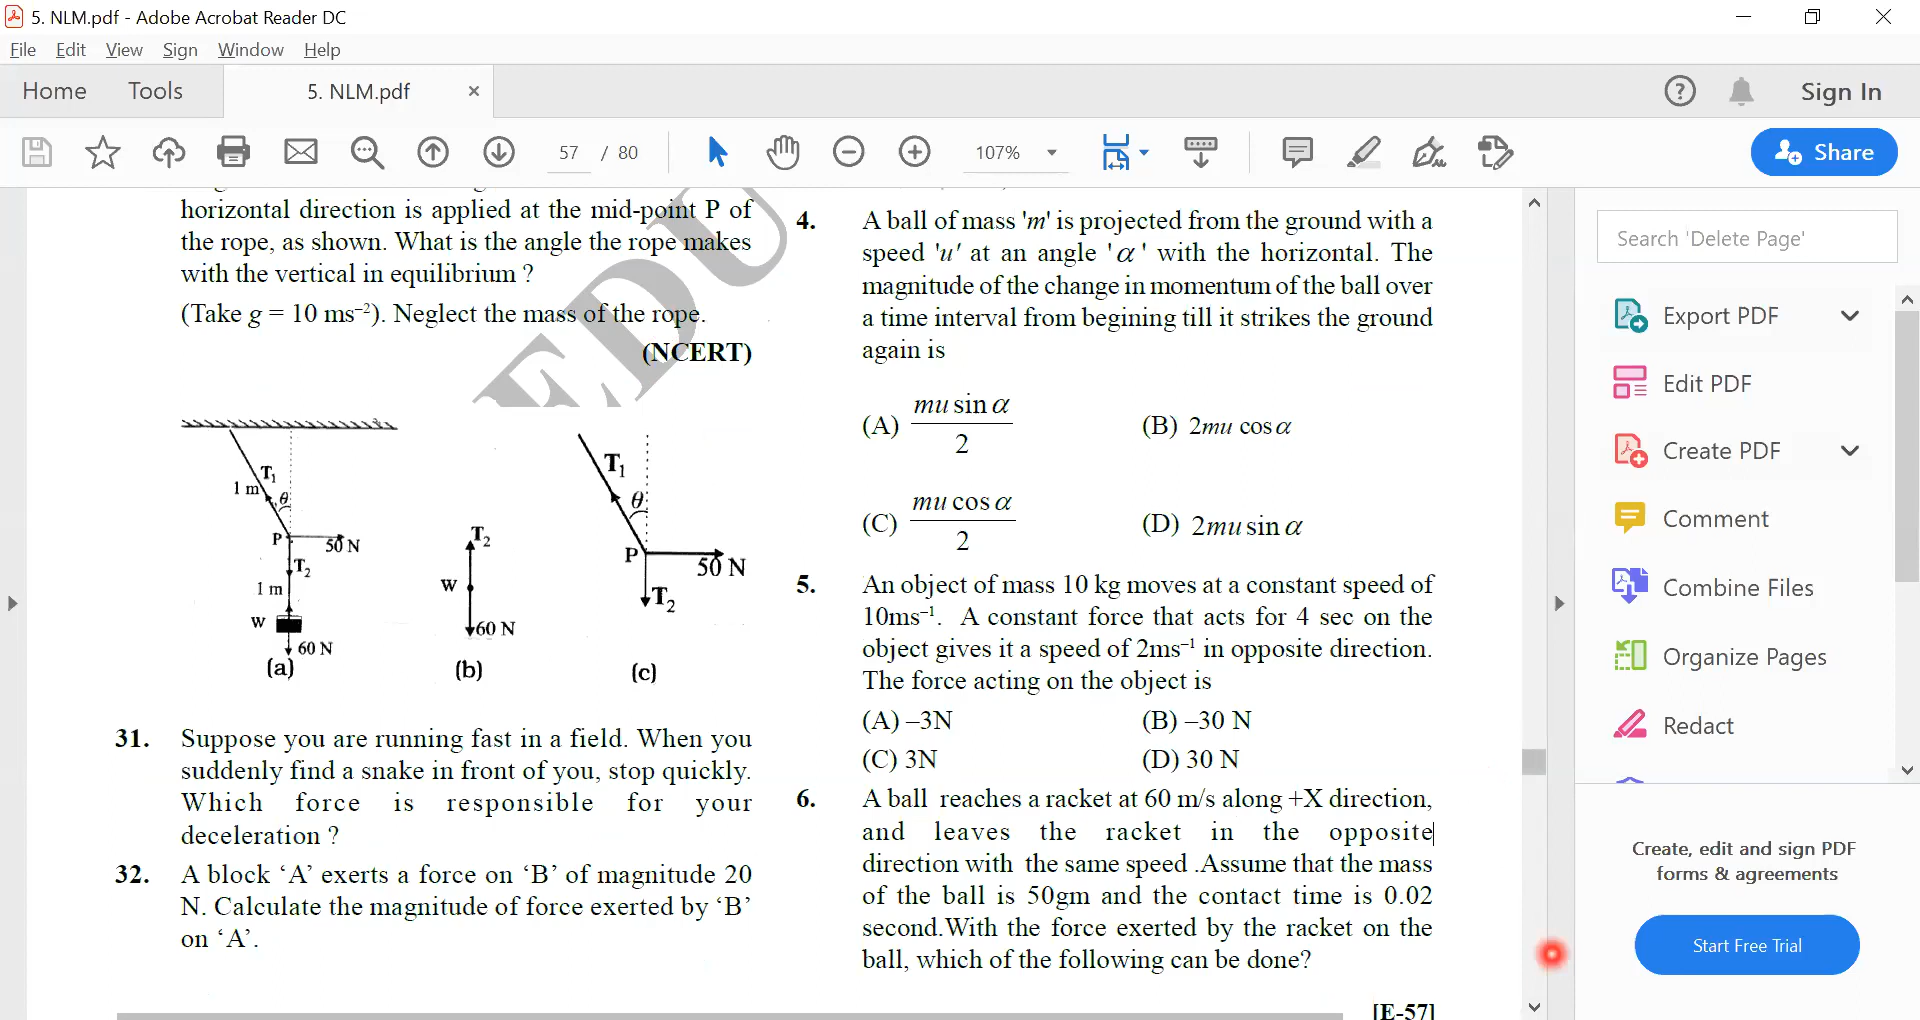 5. NLM.pdf - Adobe Acrobat Reader DC
File Edit View Sign Window Help
Home Tools 5. NLM.pdf × Sign In
57 / 80 107% Share
horizontal direction is applied at the mid-point P of
the rope, as shown. What is the angle the rope makes
with the vertical in equilibrium ?
(Take g = 10 ms⁻²). Neglect the mass of the rope.
(NCERT)
EDU
T₁
1 m
θ
P
50 N
T₂
1 m
W
60 N
(a)
T₂
W
60 N
(b)
T₁
θ
P
50 N
T₂
(c)
31. Suppose you are running fast in a field. When you
suddenly find a snake in front of you, stop quickly.
Which force is responsible for your
deceleration ?
32. A block ‘A’ exerts a force on ‘B’ of magnitude 20
N. Calculate the magnitude of force exerted by ‘B’
on ‘A’.
4. A ball of mass 'm' is projected from the ground with a
speed 'u' at an angle 'α' with the horizontal. The
magnitude of the change in momentum of the ball over
a time interval from begining till it strikes the ground
again is
(A) mu sin α / 2 (B) 2mu cos α
(C) mu cos α / 2 (D) 2mu sin α
5. An object of mass 10 kg moves at a constant speed of
10ms⁻¹. A constant force that acts for 4 sec on the
object gives it a speed of 2ms⁻¹ in opposite direction.
The force acting on the object is
(A) –3N (B) –30 N
(C) 3N (D) 30 N
6. A ball reaches a racket at 60 m/s along +X direction,
and leaves the racket in the opposite
direction with the same speed .Assume that the mass
of the ball is 50gm and the contact time is 0.02
second.With the force exerted by the racket on the
ball, which of the following can be done?
[E-57]
Search 'Delete Page'
Export PDF
Edit PDF
Create PDF
Comment
Combine Files
Organize Pages
Redact
Create, edit and sign PDF
forms & agreements
Start Free Trial